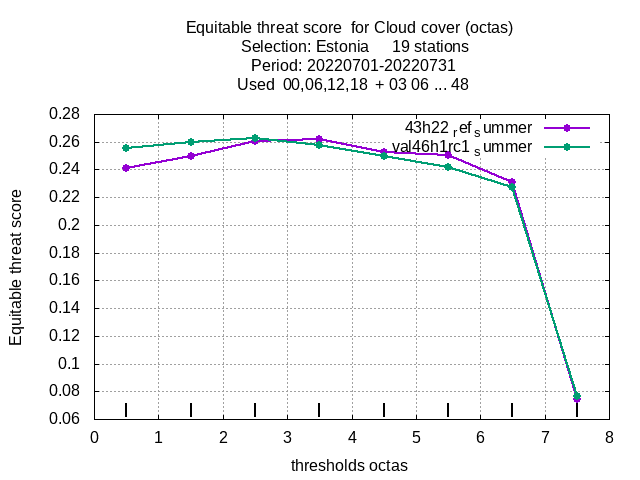 Equitable threat score  for Cloud cover (octas)
Selection: Estonia     19 stations
Period: 20220701-20220731
Used  00,06,12,18  + 03 06 ... 48
43h22 ref summer
val46h1rc1 summer
Equitable threat score
0.28
0.26
0.24
0.22
0.2
0.18
0.16
0.14
0.12
0.1
0.08
0.06
0 1 2 3 4 5 6 7 8
thresholds octas